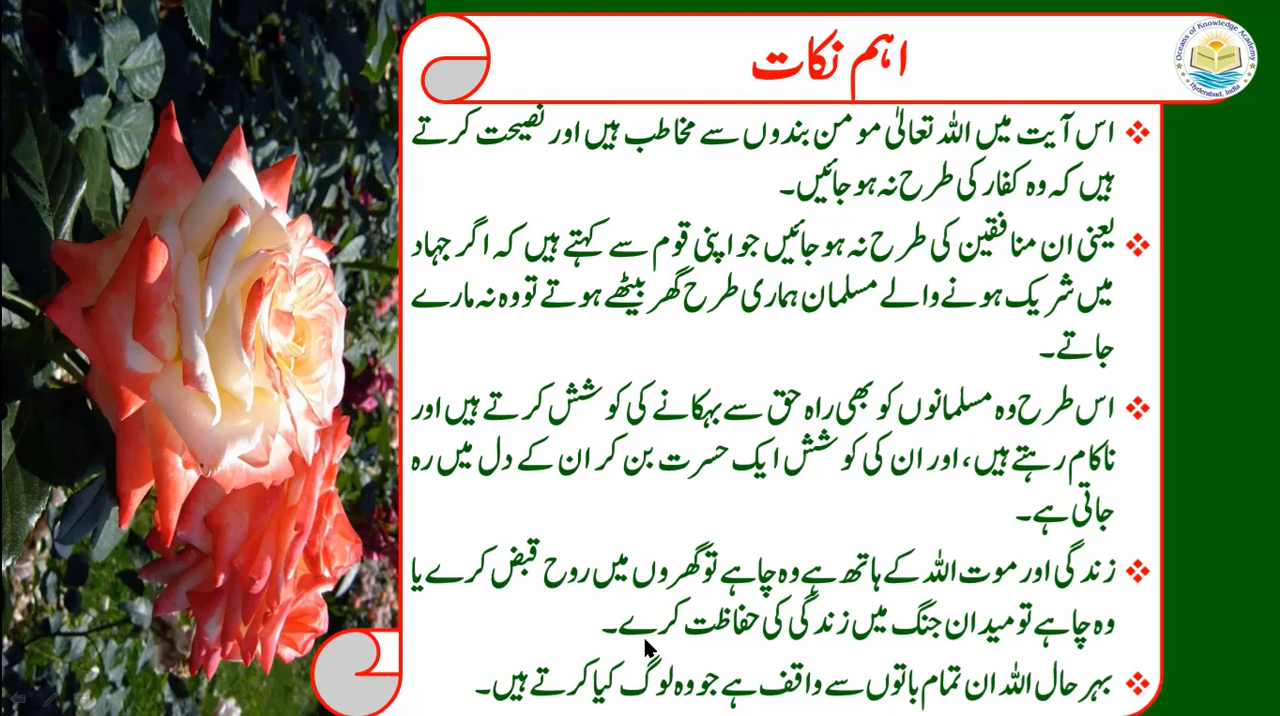 اہم نکات
Oceans of Knowledge Academy
Hyderabad, India
❖ اس آیت میں اللہ تعالیٰ مومن بندوں سے مخاطب ہیں اور نصیحت کرتے
ہیں کہ وہ کفار کی طرح نہ ہو جائیں۔
❖ یعنی ان منافقین کی طرح نہ ہو جائیں جو اپنی قوم سے کہتے ہیں کہ اگر جہاد
میں شریک ہونے والے مسلمان ہماری طرح گھر بیٹھے ہوتے تو وہ نہ مارے
جاتے۔
❖ اس طرح وہ مسلمانوں کو بھی راہ حق سے بہکانے کی کوشش کرتے ہیں اور
ناکام رہتے ہیں، اور ان کی کوشش ایک حسرت بن کر ان کے دل میں رہ
جاتی ہے۔
❖ زندگی اور موت اللہ کے ہاتھ ہے وہ چاہے تو گھروں میں روح قبض کرے یا
وہ چاہے تو میدان جنگ میں زندگی کی حفاظت کرے۔
❖ بہر حال اللہ ان تمام باتوں سے واقف ہے جو وہ لوگ کیا کرتے ہیں۔